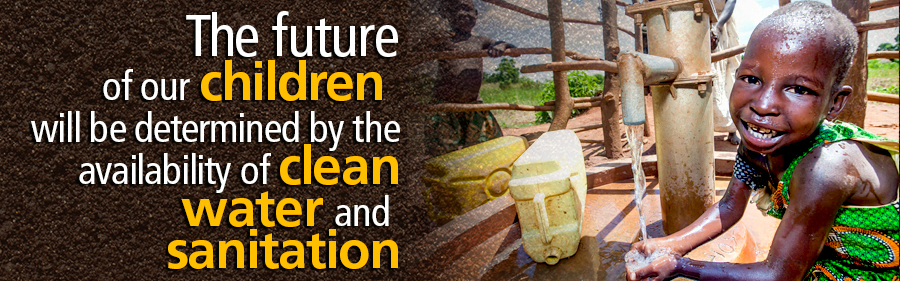 The future
of our children
will be determined by the
availability of clean
water and
sanitation